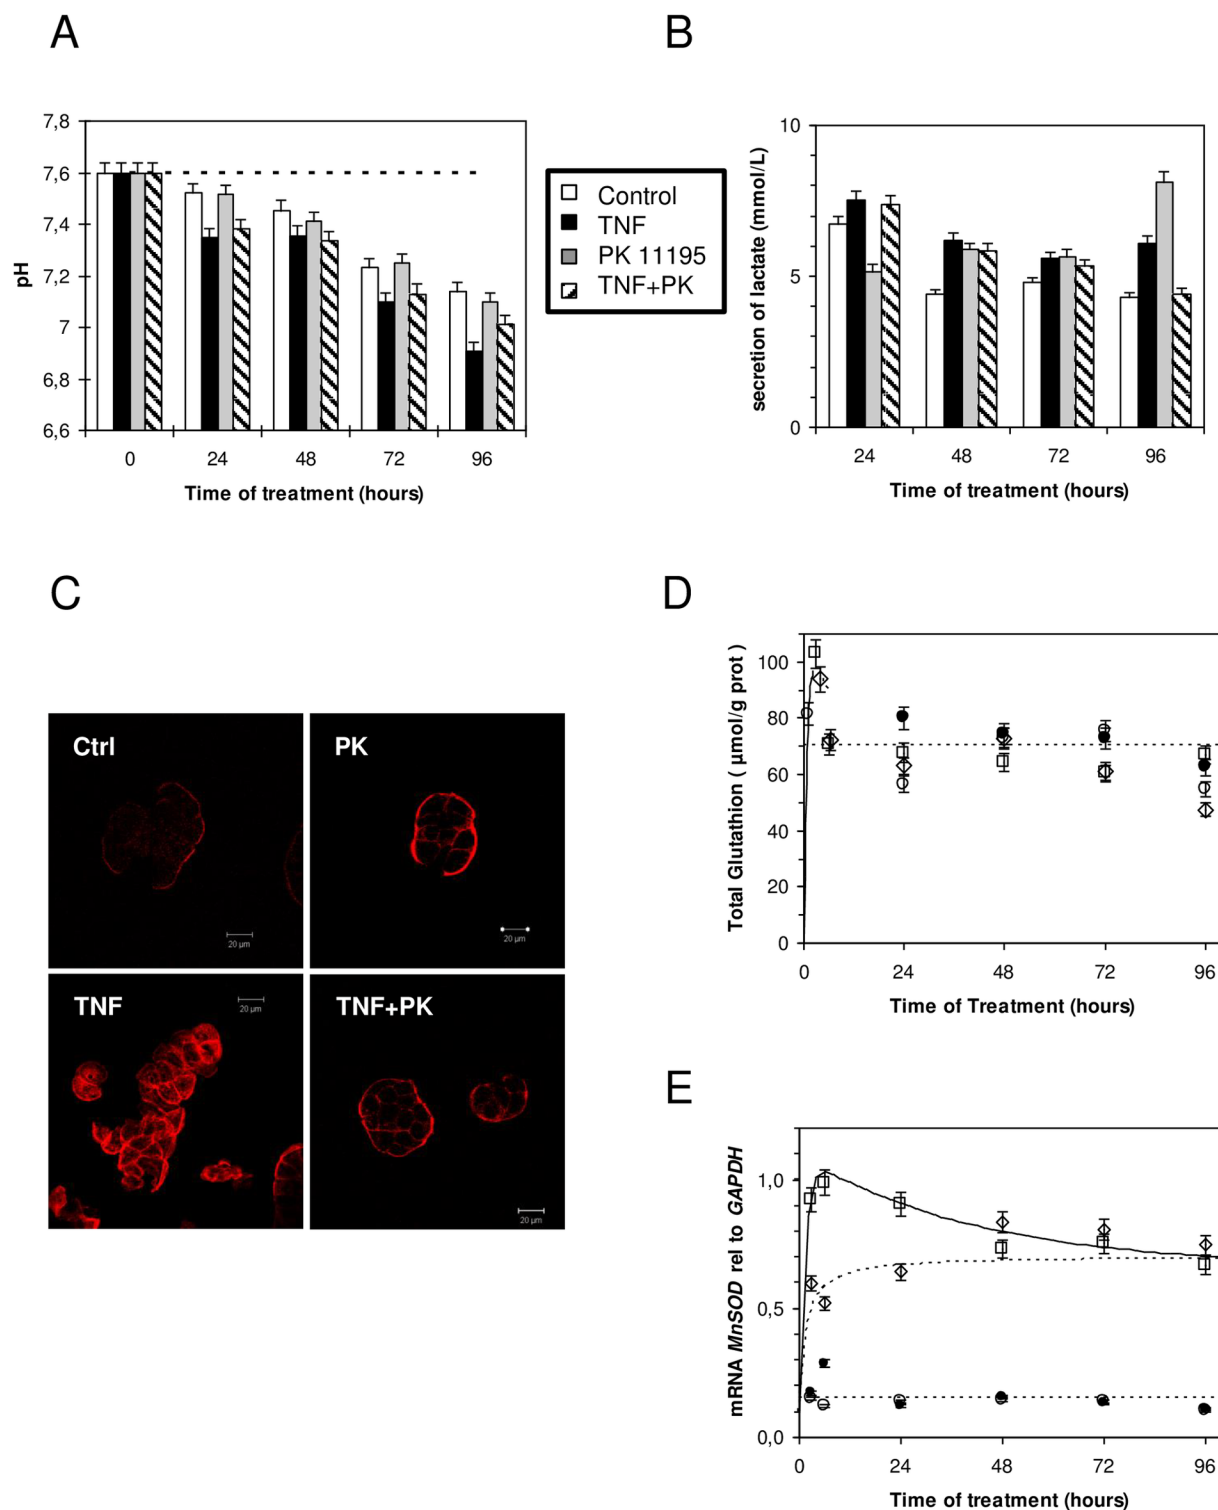 A
B
7,8
7,6
7,4
7,2
7
6,8
6,6
pH
0
24
48
72
96
Time of treatment (hours)
Control
TNF
PK 11195
TNF+PK
10
5
0
secretion of lactate (mmol/L)
24
48
72
96
Time of treatment (hours)
C
D
Ctrl
20 µm
PK
20 µm
TNF
20 µm
TNF+PK
20 µm
100
80
60
40
20
0
Total Glutathion ( µmol/g prot )
0
24
48
72
96
Time of Treatment (hours)
E
1,0
0,5
0,0
mRNA MnSOD rel to GAPDH
0
24
48
72
96
Time of treatment (hours)